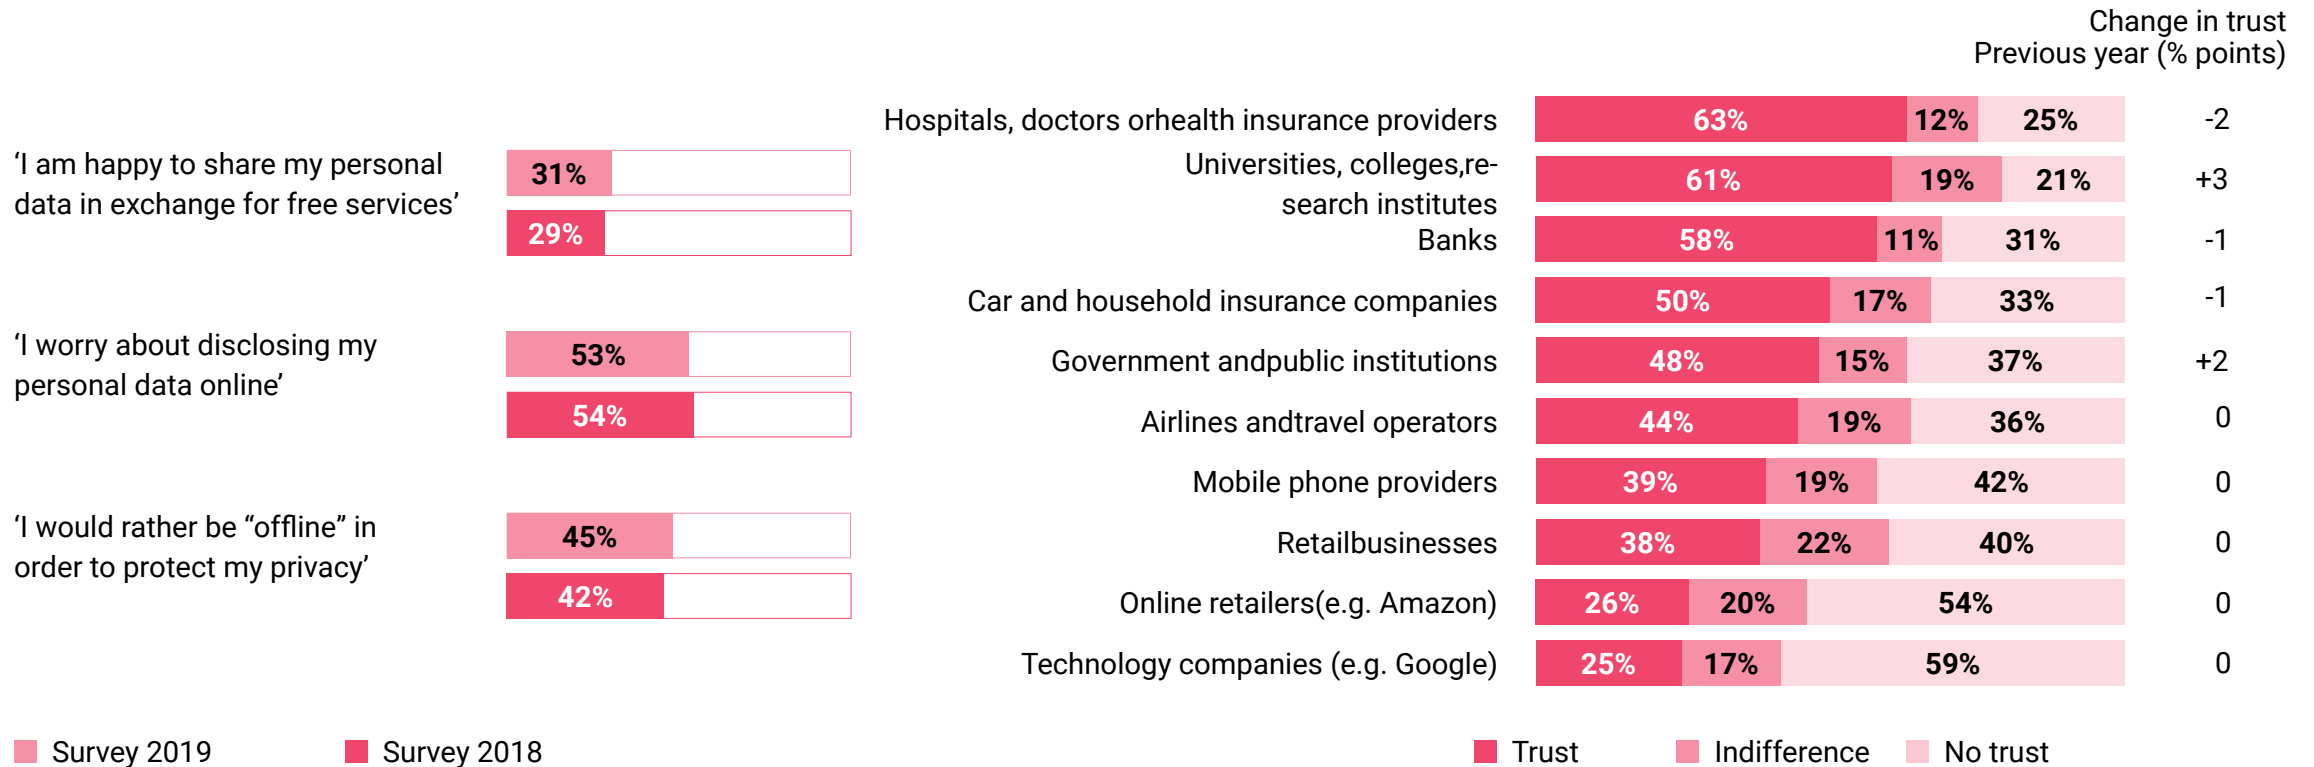 Change in trust
Previous year (% points)
‘I am happy to share my personal
data in exchange for free services’
31%
29%
‘I worry about disclosing my
personal data online’
53%
54%
‘I would rather be “offline” in
order to protect my privacy’
45%
42%
Survey 2019
Survey 2018
Hospitals, doctors orhealth insurance providers 63% 12% 25% -2
Universities, colleges,re-
search institutes
61% 19% 21% +3
Banks 58% 11% 31% -1
Car and household insurance companies 50% 17% 33% -1
Government andpublic institutions 48% 15% 37% +2
Airlines andtravel operators 44% 19% 36% 0
Mobile phone providers 39% 19% 42% 0
Retailbusinesses 38% 22% 40% 0
Online retailers(e.g. Amazon) 26% 20% 54% 0
Technology companies (e.g. Google) 25% 17% 59% 0
Trust
Indifference
No trust